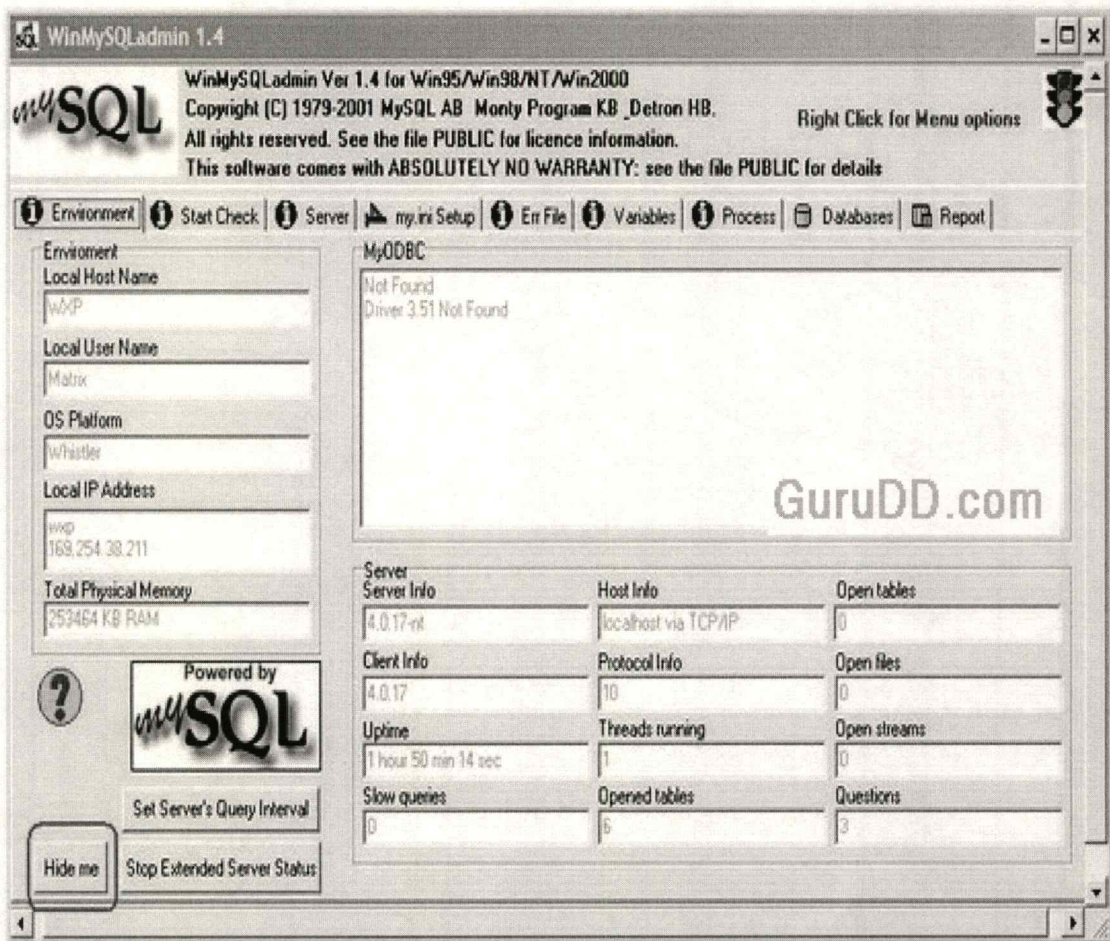 WinMySQLadmin 1.4
mySQL
WinMySQLadmin Ver 1.4 for Win95/Win98/NT/Win2000
Copyright (C) 1979-2001 MySQL AB Monty Program KB _Detron HB.
All rights reserved. See the file PUBLIC for licence information.
This software comes with ABSOLUTELY NO WARRANTY: see the file PUBLIC for details
Right Click for Menu options
Environment Start Check Server my.ini Setup Err File Variables Process Databases Report
Enviroment
Local Host Name
WXP
Local User Name
Matrix
OS Platform
Whistler
Local IP Address
wxp
169.254.38.211
Total Physical Memory
253464 KB RAM
MyODBC
Not Found
Driver 3.51 Not Found
GuruDD.com
Server
Server Info
4.0.17-nt
Host Info
localhost via TCP/IP
Open tables
0
Client Info
4.0.17
Protocol Info
10
Open files
0
Uptime
1 hour 50 min 14 sec
Threads running
1
Open streams
0
Slow queries
0
Opened tables
6
Questions
3
?
Powered by
mySQL
Set Server's Query Interval
Hide me
Stop Extended Server Status